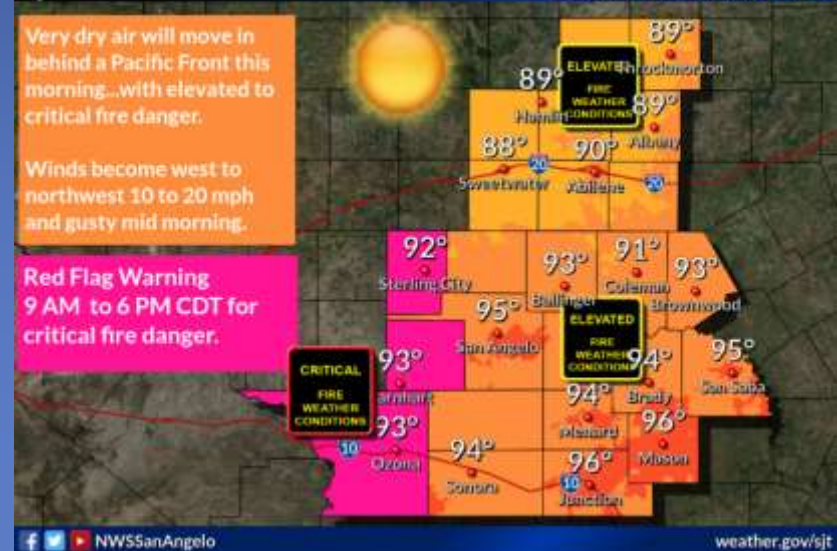 Very dry air will move in
behind a Pacific Front this
morning...with elevated to
critical fire danger.
Winds become west to
northwest 10 to 20 mph
and gusty mid morning.
Red Flag Warning
9 AM to 6 PM CDT for
critical fire danger.
89°
Throckmorton
ELEVATED
FIRE
WEATHER
CONDITIONS
89°
Hamlin
89°
Albany
88°
Sweetwater
20
90°
Abilene
20
92°
Sterling City
93°
Ballinger
91°
Coleman
93°
Brownwood
95°
San Angelo
ELEVATED
FIRE
WEATHER
CONDITIONS
94°
Brady
95°
San Saba
CRITICAL
FIRE
WEATHER
CONDITIONS
93°
arnhart
93°
Ozona
10
94°
Sonora
94°
Menard
96°
Mason
96°
Junction
10
NWSSanAngelo
weather.gov/sjt